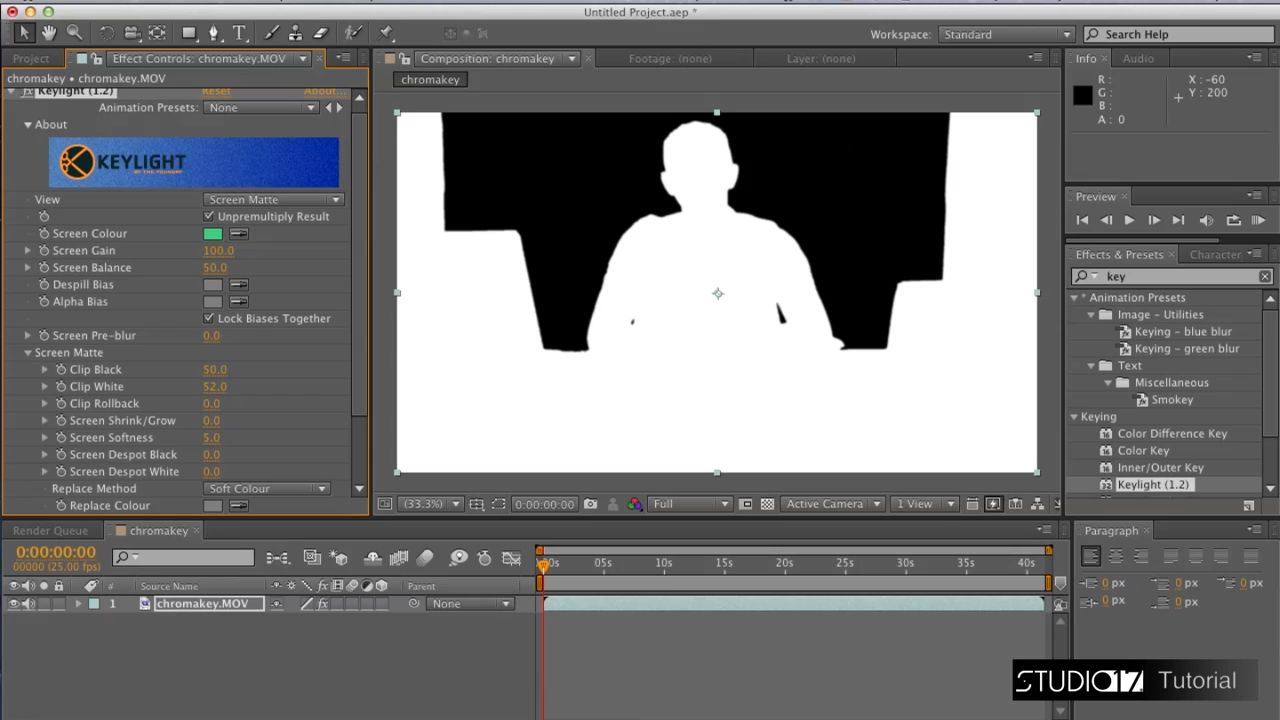 Untitled Project.aep *
Workspace: Standard
Search Help
Project
Effect Controls: chromakey.MOV
Composition: chromakey
Footage: (none)
Layer: (none)
Info
Audio
chromakey • chromakey.MOV
chromakey
R:
G:
B:
A: 0
X: -60
Y: 200
Keylight (1.2)
Reset
About...
Animation Presets: None
About
KEYLIGHT
BY THE FOUNDRY
View
Screen Matte
Unpremultiply Result
Screen Colour
Screen Gain
100.0
Screen Balance
50.0
Despill Bias
Alpha Bias
Lock Biases Together
Screen Pre-blur
0.0
Screen Matte
Clip Black
50.0
Clip White
52.0
Clip Rollback
0.0
Screen Shrink/Grow
0.0
Screen Softness
5.0
Screen Despot Black
0.0
Screen Despot White
0.0
Replace Method
Soft Colour
Replace Colour
Preview
Effects & Presets
Character
key
* Animation Presets
Image - Utilities
Keying - blue blur
Keying - green blur
Text
Miscellaneous
Smokey
Keying
Color Difference Key
Color Key
Inner/Outer Key
Keylight (1.2)
(33.3%)
0:00:00:00
Full
Active Camera
1 View
Render Queue
chromakey
0:00:00:00
00000 (25.00 fps)
00s
05s
10s
15s
20s
25s
30s
35s
40s
#
Source Name
fx
Parent
1
chromakey.MOV
None
Paragraph
0 px
0 px
0 px
0 px
0 px
STUDIO17 Tutorial